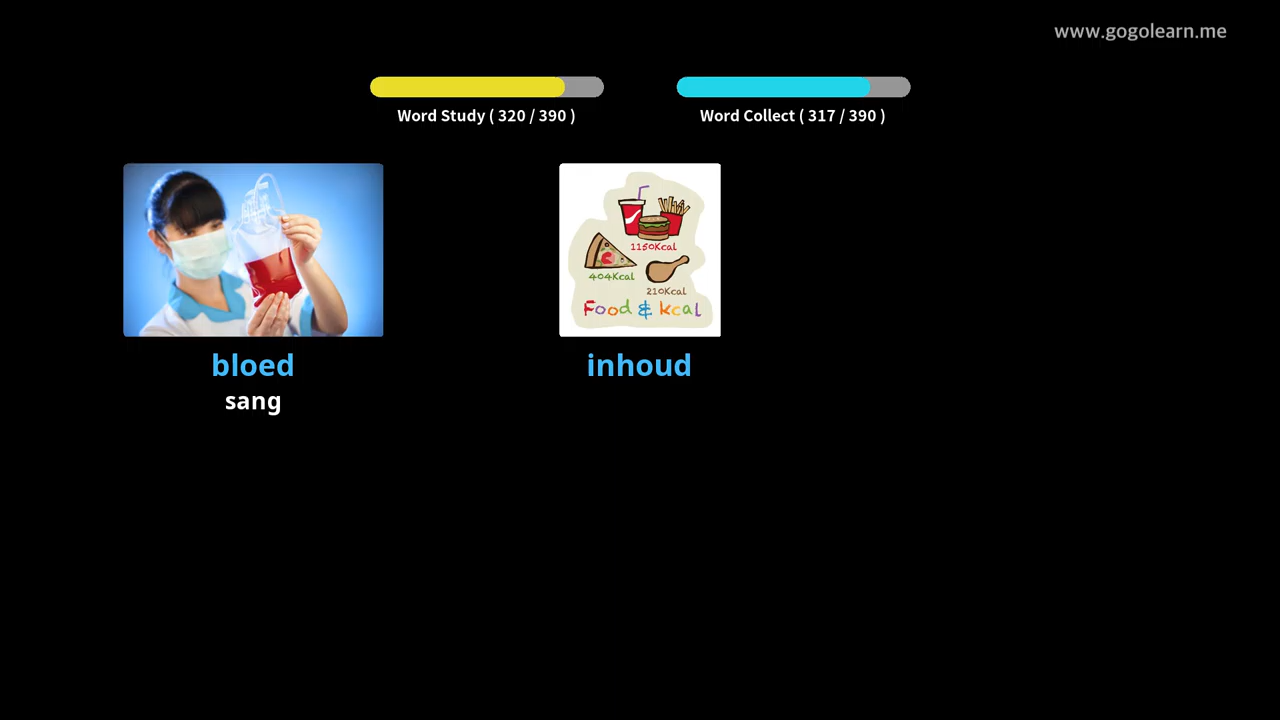 www.gogolearn.me
Word Study ( 320 / 390 )
Word Collect ( 317 / 390 )
1150Kcal
404Kcal
210Kcal
Food & kcal
bloed
inhoud
sang